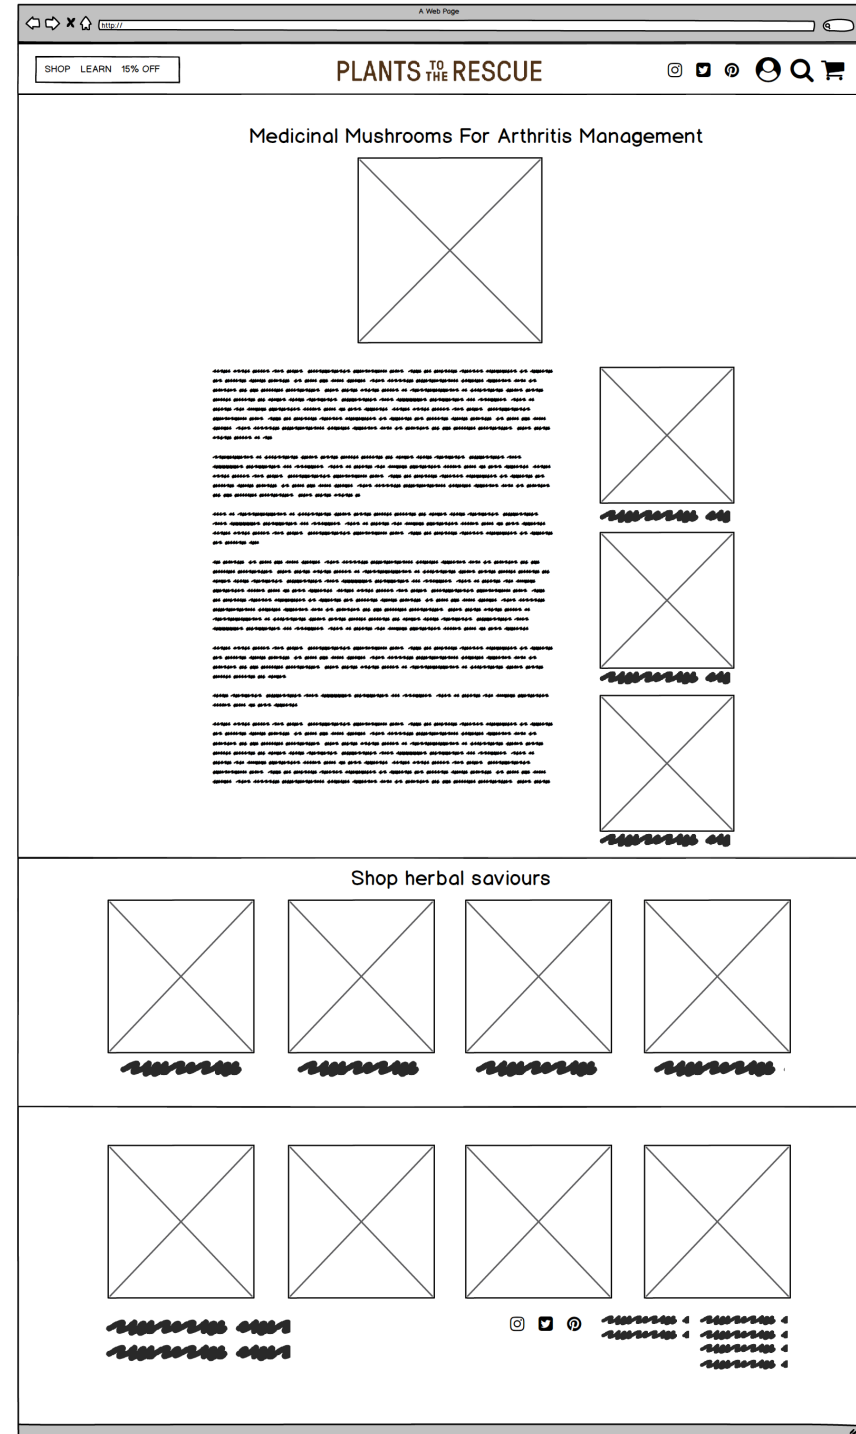 A Web Page
http://
SHOP LEARN 15% OFF
PLANTS TO THE RESCUE
Medicinal Mushrooms For Arthritis Management
Shop herbal saviours